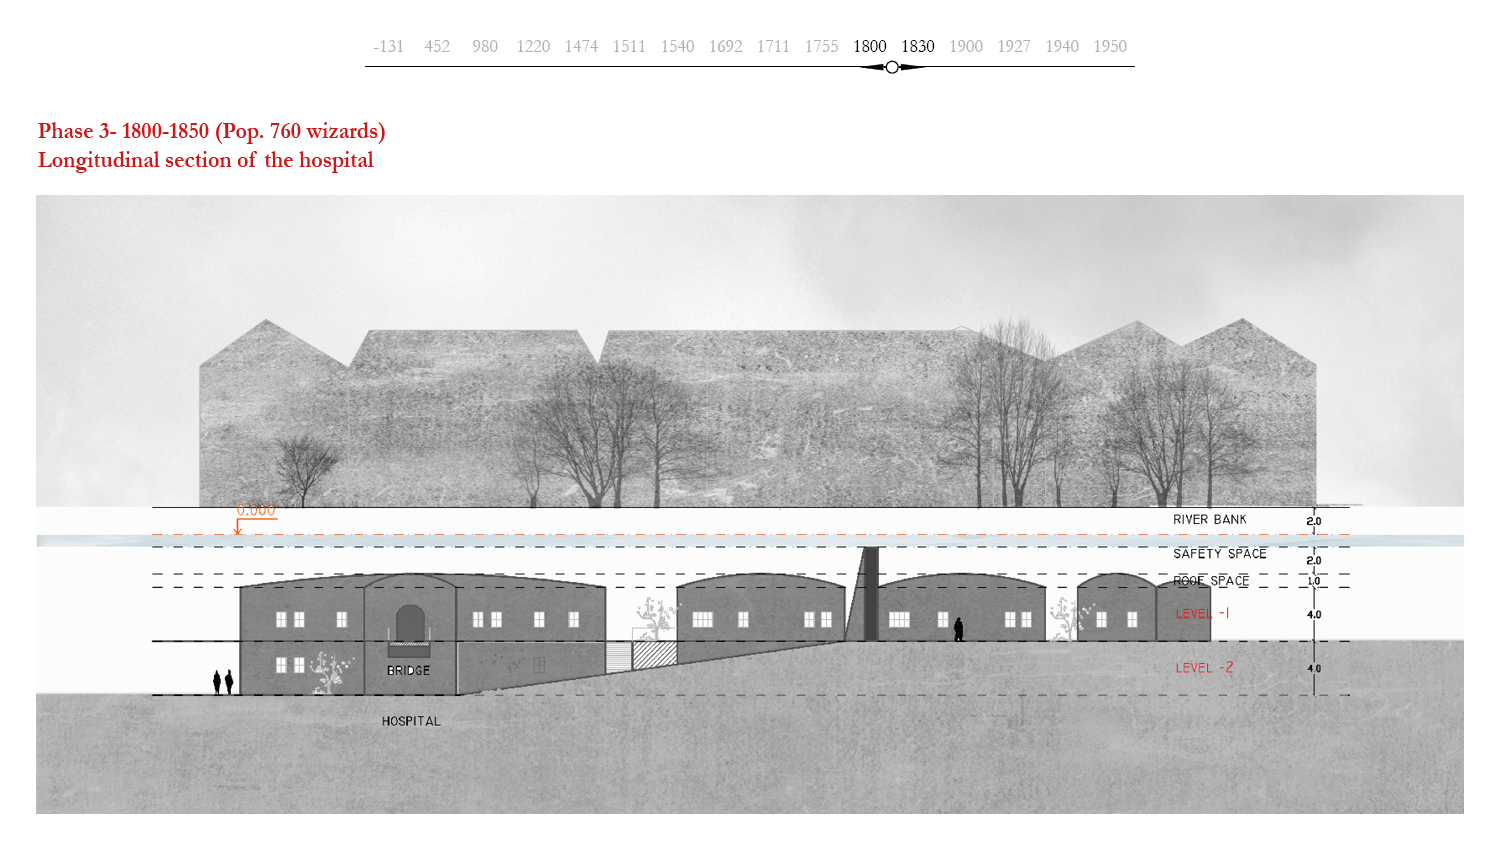 -131 452 980 1220 1474 1511 1540 1692 1711 1755 1800 1830 1900 1927 1940 1950
Phase 3- 1800-1850 (Pop. 760 wizards)
Longitudinal section of the hospital
0,000
RIVER BANK 2.0
SAFETY SPACE 2.0
ROOF SPACE 1.0
LEVEL -1 4.0
BRIDGE LEVEL -2 4.0
HOSPITAL